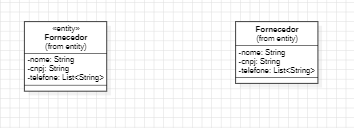 «entity»
Fornecedor
(from entity)
-nome: String
-cnpj: String
-telefone: List<String>
Fornecedor
(from entity)
-nome: String
-cnpj: String
-telefone: List<String>